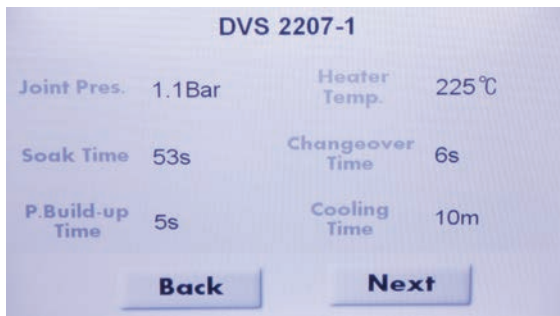 DVS 2207-1
Joint Pres. 1.1Bar Heater Temp. 225℃
Soak Time 53s Changeover Time 6s
P.Build-up Time 5s Cooling Time 10m
Back Next